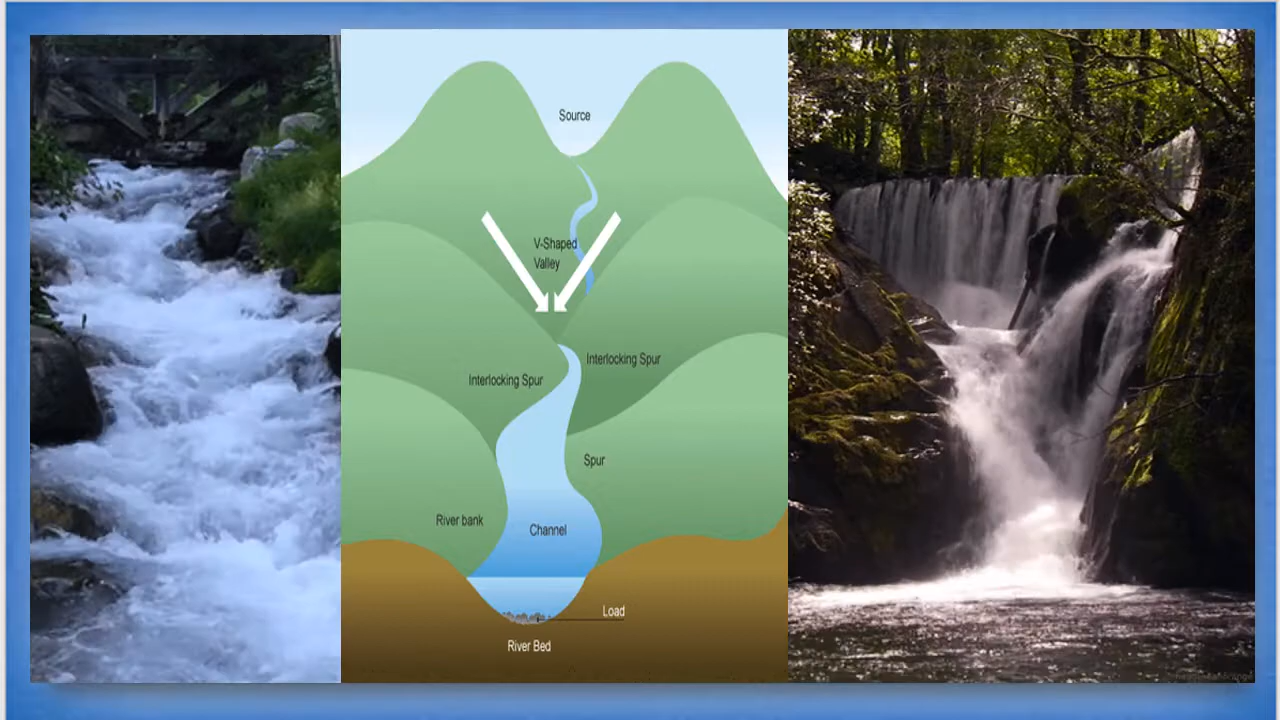 Source
V-Shaped
Valley
Interlocking Spur
Interlocking Spur
Spur
River bank
Channel
Load
River Bed